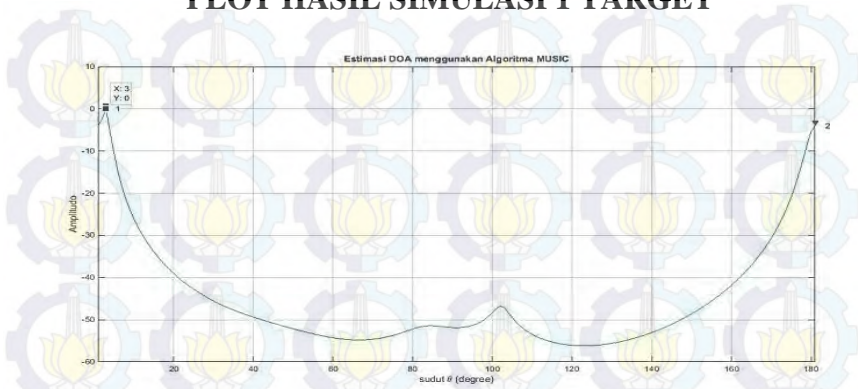 PLOT HASIL SIMULASI 1 TARGET
Estimasi DOA menggunakan Algoritma MUSIC
X: 3
Y: 0
1
2
Amplitudo
10
0
-10
-20
-30
-40
-50
-60
20 40 60 80 100 120 140 160 180
sudut θ (degree)